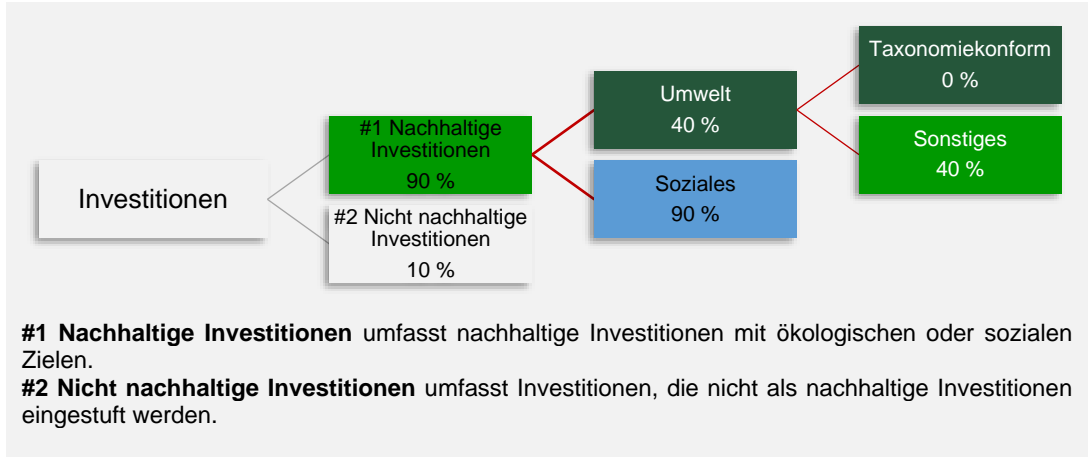 Investitionen
#1 Nachhaltige
Investitionen
90 %
#2 Nicht nachhaltige
Investitionen
10 %
Umwelt
40 %
Soziales
90 %
Taxonomiekonform
0 %
Sonstiges
40 %
#1 Nachhaltige Investitionen umfasst nachhaltige Investitionen mit ökologischen oder sozialen
Zielen.
#2 Nicht nachhaltige Investitionen umfasst Investitionen, die nicht als nachhaltige Investitionen
eingestuft werden.